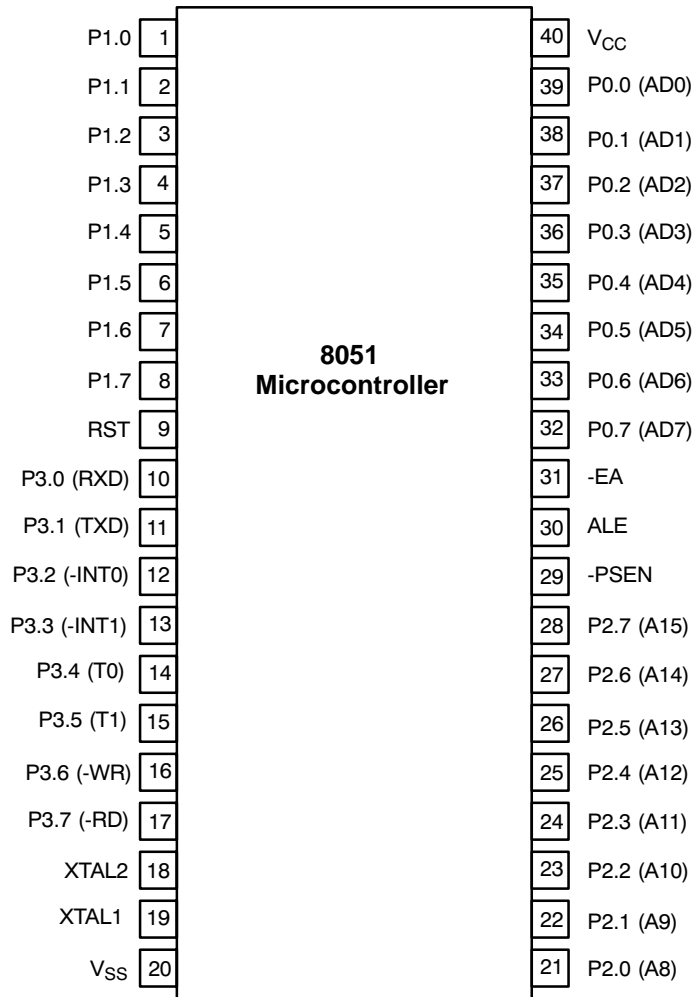 P1.0 1 40 VCC
P1.1 2 39 P0.0 (AD0)
P1.2 3 38 P0.1 (AD1)
P1.3 4 37 P0.2 (AD2)
P1.4 5 36 P0.3 (AD3)
P1.5 6 35 P0.4 (AD4)
P1.6 7 34 P0.5 (AD5)
8051
Microcontroller
P1.7 8 33 P0.6 (AD6)
RST 9 32 P0.7 (AD7)
P3.0 (RXD) 10 31 -EA
P3.1 (TXD) 11 30 ALE
P3.2 (-INT0) 12 29 -PSEN
P3.3 (-INT1) 13 28 P2.7 (A15)
P3.4 (T0) 14 27 P2.6 (A14)
P3.5 (T1) 15 26 P2.5 (A13)
P3.6 (-WR) 16 25 P2.4 (A12)
P3.7 (-RD) 17 24 P2.3 (A11)
XTAL2 18 23 P2.2 (A10)
XTAL1 19 22 P2.1 (A9)
VSS 20 21 P2.0 (A8)